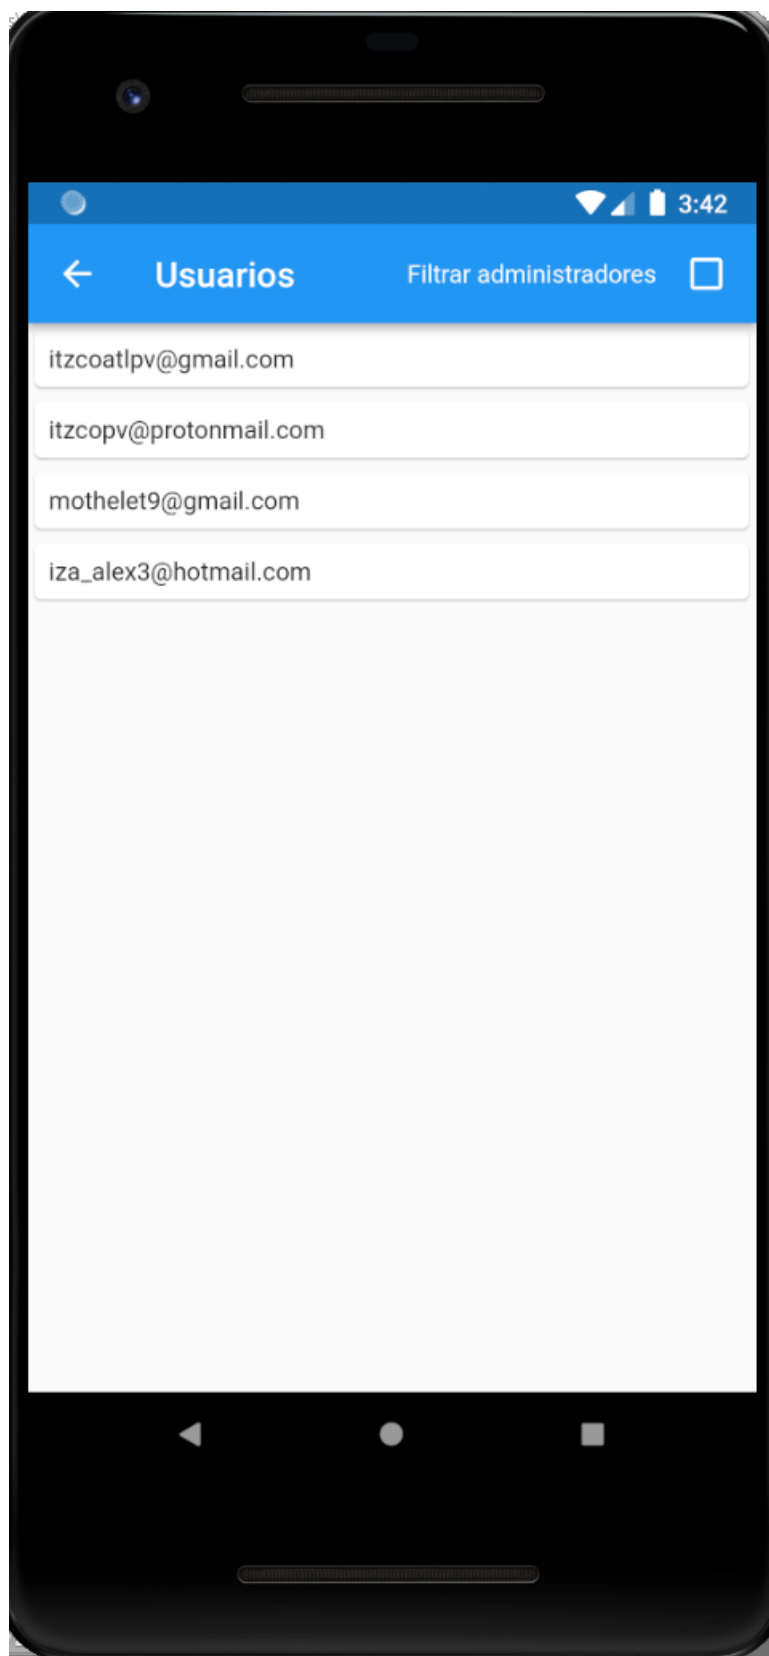 3:42
Usuarios Filtrar administradores
itzcoatlpv@gmail.com
itzcopv@protonmail.com
mothelet9@gmail.com
iza_alex3@hotmail.com